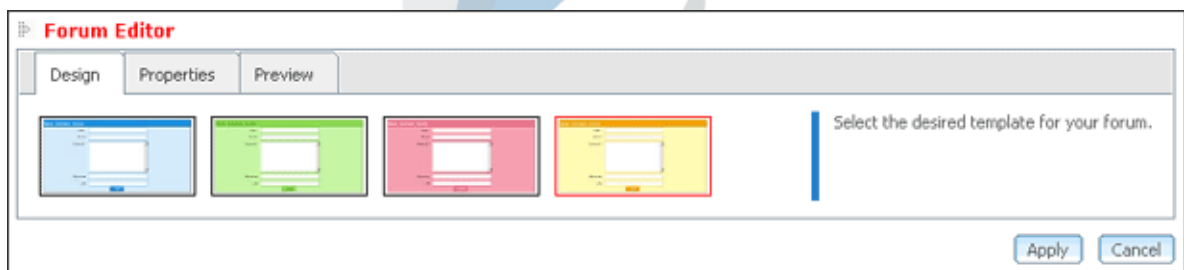 Forum Editor
Design Properties Preview
Select the desired template for your forum.
Apply Cancel